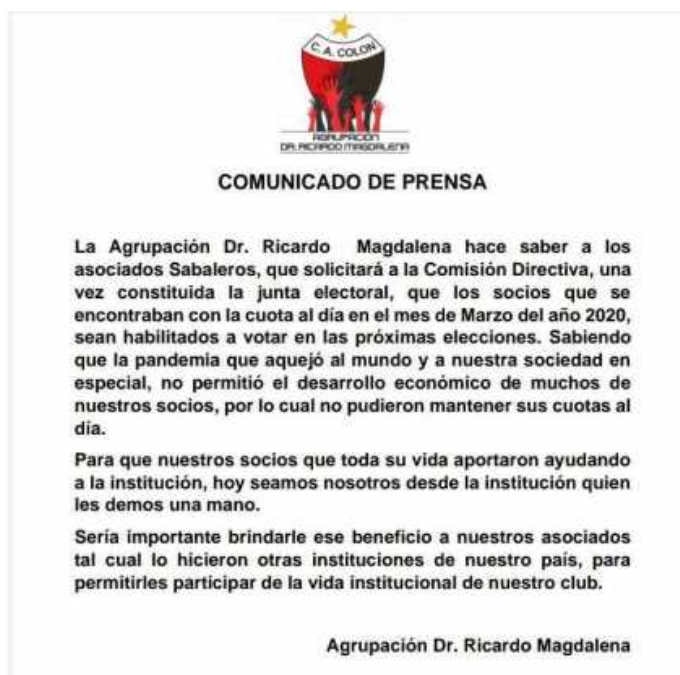 C. A. COLON
AGRUPACION
DR. RICARDO MAGDALENA
COMUNICADO DE PRENSA
La Agrupación Dr. Ricardo Magdalena hace saber a los
asociados Sabaleros, que solicitará a la Comisión Directiva, una
vez constituida la junta electoral, que los socios que se
encontraban con la cuota al día en el mes de Marzo del año 2020,
sean habilitados a votar en las próximas elecciones. Sabiendo
que la pandemia que aquejó al mundo y a nuestra sociedad en
especial, no permitió el desarrollo económico de muchos de
nuestros socios, por lo cual no pudieron mantener sus cuotas al
día.
Para que nuestros socios que toda su vida aportaron ayudando
a la institución, hoy seamos nosotros desde la institución quien
les demos una mano.
Sería importante brindarle ese beneficio a nuestros asociados
tal cual lo hicieron otras instituciones de nuestro país, para
permitirles participar de la vida institucional de nuestro club.
Agrupación Dr. Ricardo Magdalena